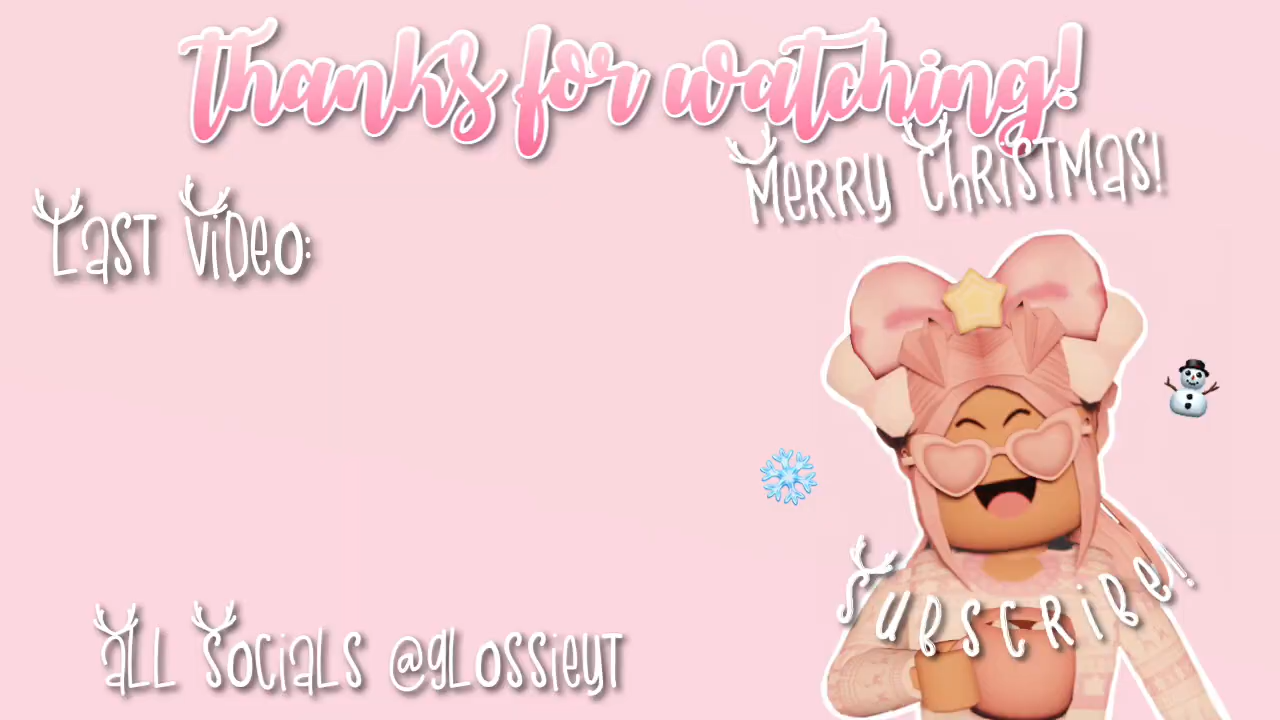 thanks for watching!
Merry Christmas!
Last Video:
Subscribe!
All Socials @glossieyt